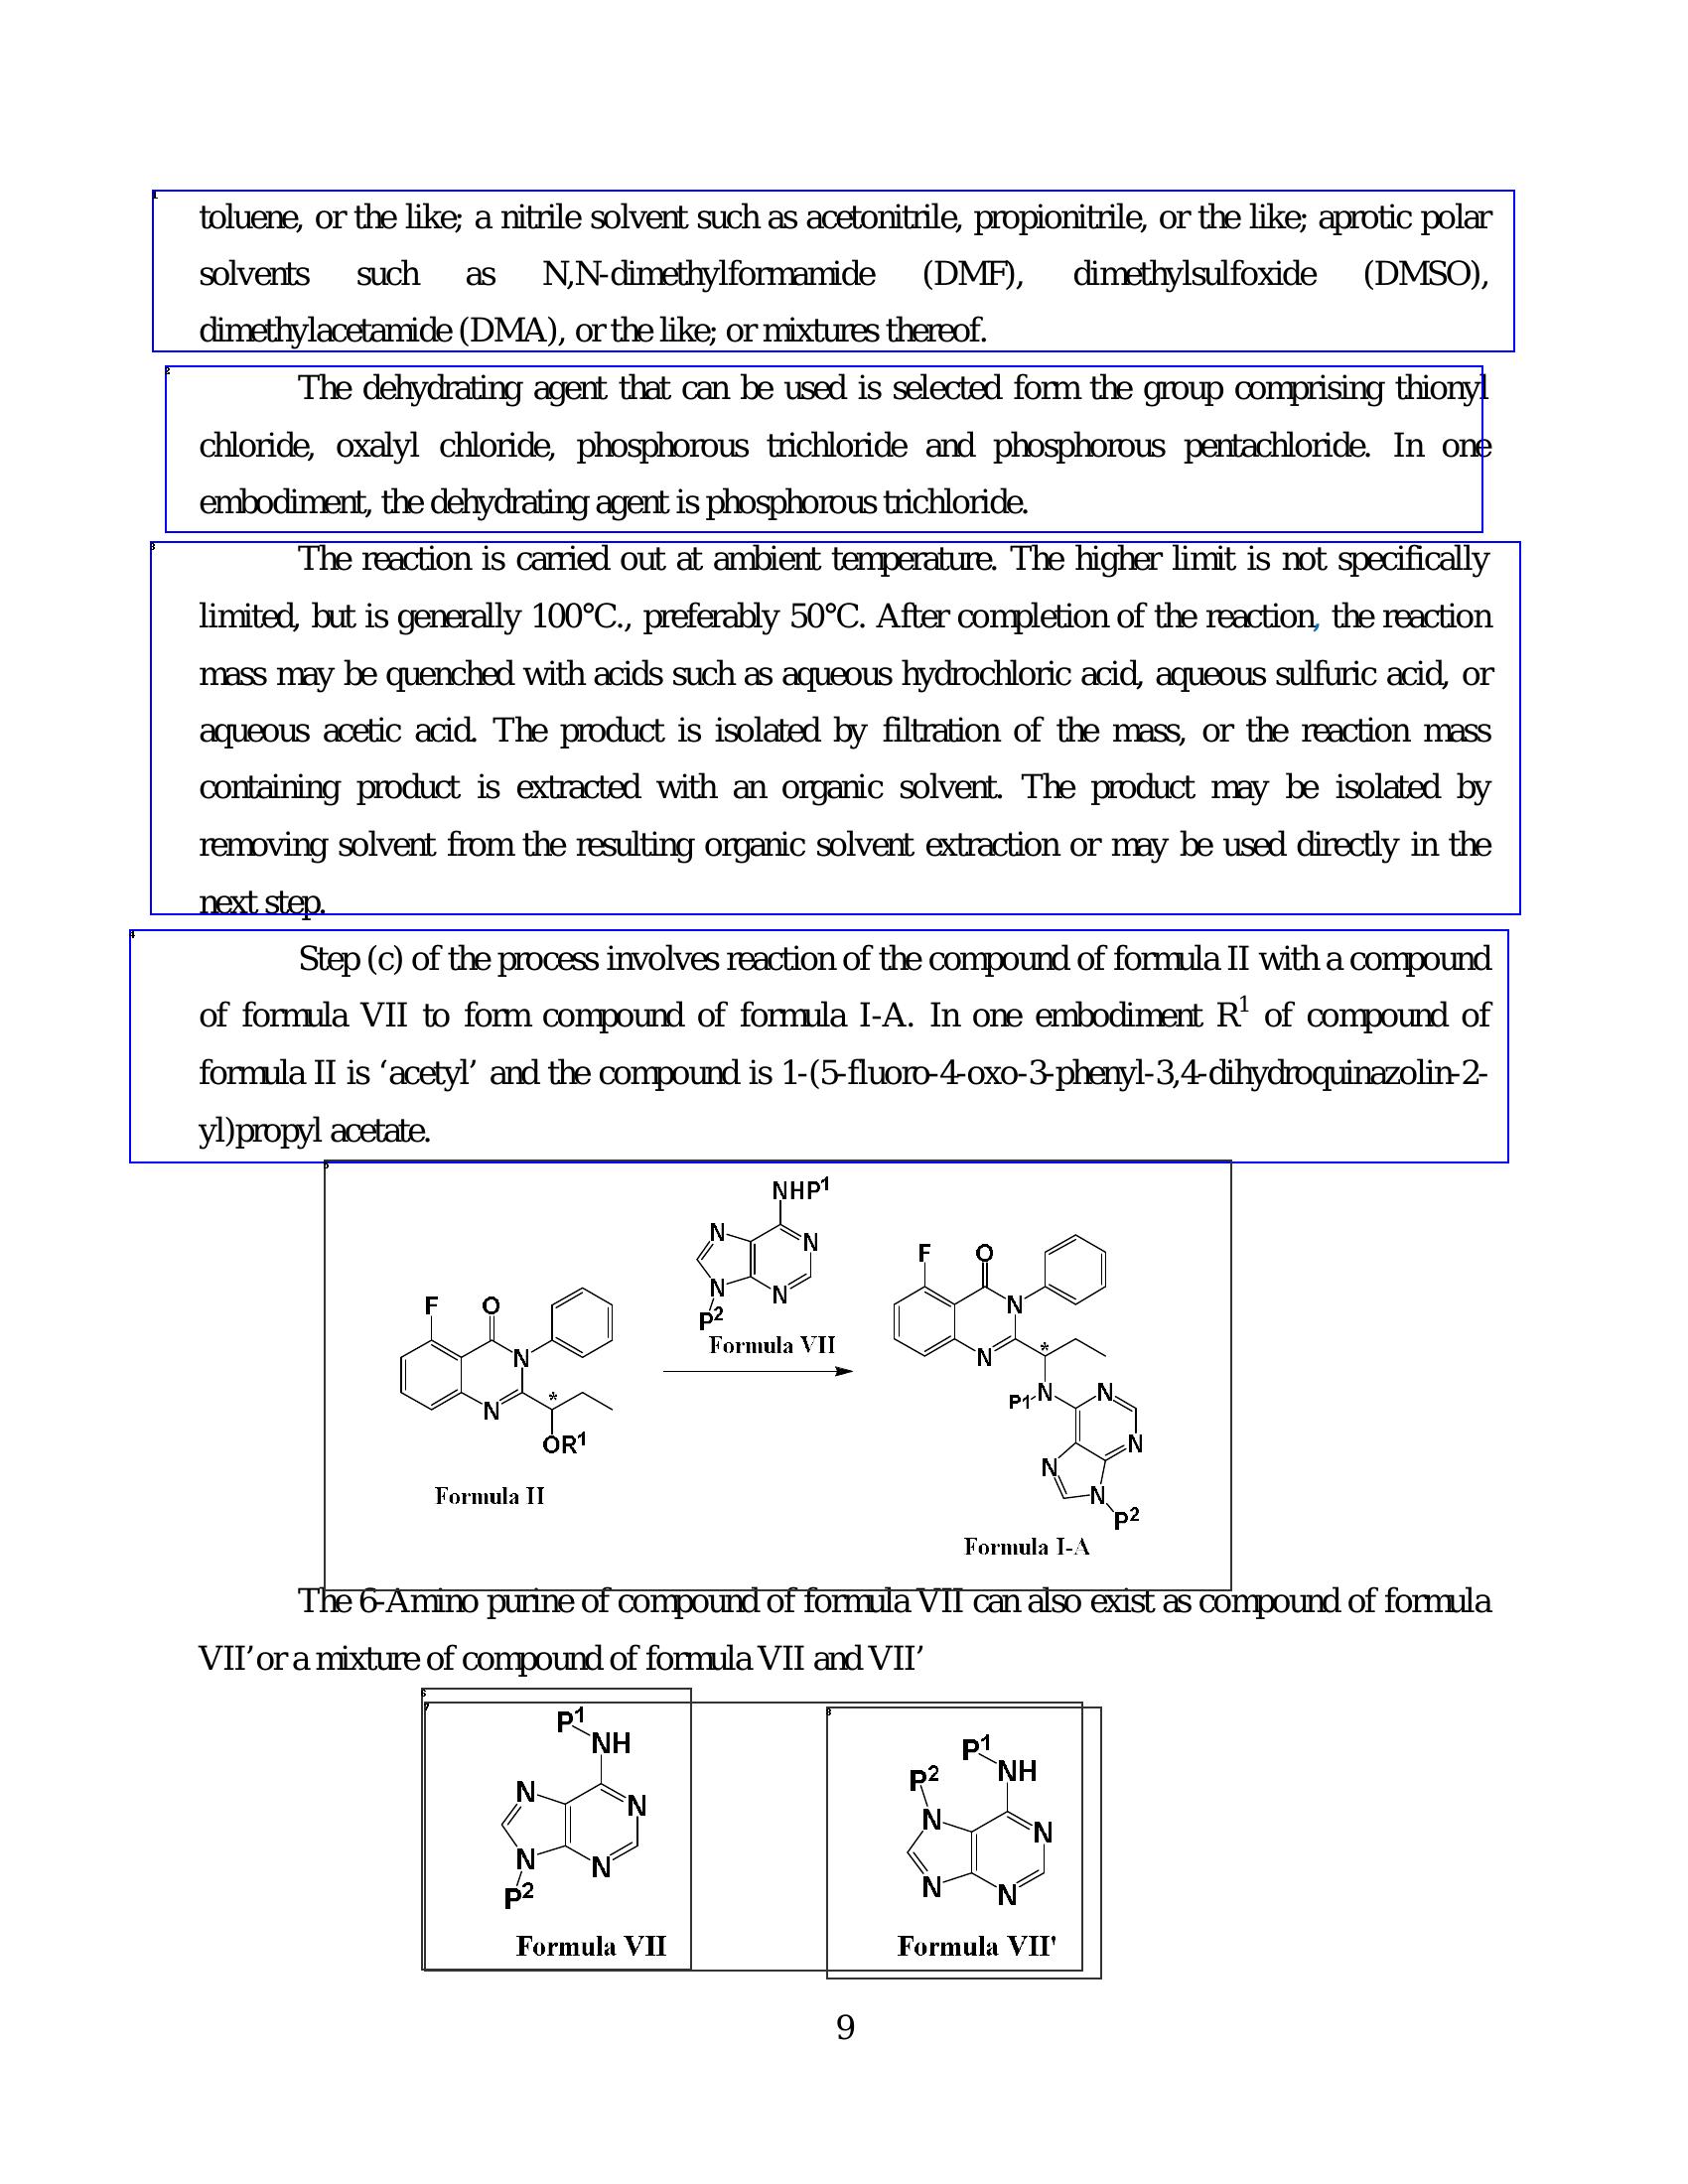 toluene, or the like; a nitrile solvent such as acetonitrile, propionitrile, or the like; aprotic polar
solvents such as N,N-dimethylformamide (DMF), dimethylsulfoxide (DMSO),
dimethylacetamide (DMA), or the like; or mixtures thereof.
The dehydrating agent that can be used is selected form the group comprising thionyl
chloride, oxalyl chloride, phosphorous trichloride and phosphorous pentachloride. In one
embodiment, the dehydrating agent is phosphorous trichloride.
The reaction is carried out at ambient temperature. The higher limit is not specifically
limited, but is generally 100°C., preferably 50°C. After completion of the reaction, the reaction
mass may be quenched with acids such as aqueous hydrochloric acid, aqueous sulfuric acid, or
aqueous acetic acid. The product is isolated by filtration of the mass, or the reaction mass
containing product is extracted with an organic solvent. The product may be isolated by
removing solvent from the resulting organic solvent extraction or may be used directly in the
next step.
Step (c) of the process involves reaction of the compound of formula II with a compound
of formula VII to form compound of formula I-A. In one embodiment R¹ of compound of
formula II is ‘acetyl’ and the compound is 1-(5-fluoro-4-oxo-3-phenyl-3,4-dihydroquinazolin-2-
yl)propyl acetate.
F O N N * OR¹
Formula II
NHP¹ N N N N P²
Formula VII
F O N N * P¹ N N N N N P²
Formula I-A
The 6-Amino purine of compound of formula VII can also exist as compound of formula
VII’ or a mixture of compound of formula VII and VII’
P¹ NH N N N N P²
Formula VII
P¹ NH P² N N N N
Formula VII'
9